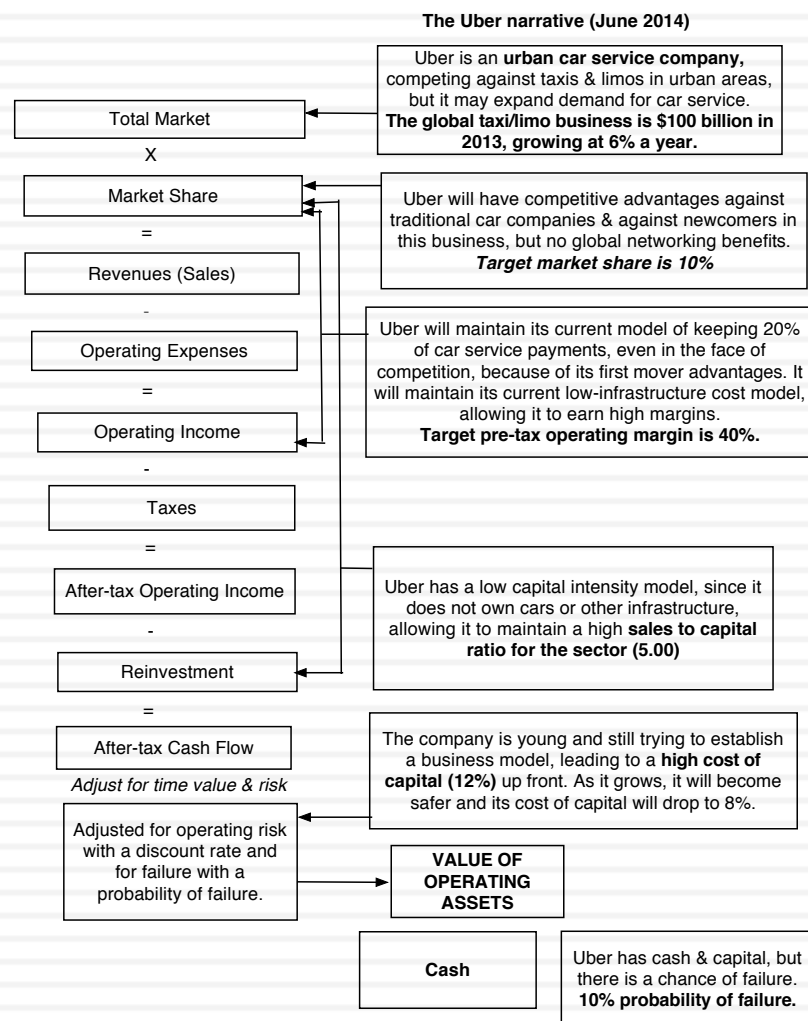 The Uber narrative (June 2014)
Uber is an urban car service company,
competing against taxis & limos in urban areas,
but it may expand demand for car service.
The global taxi/limo business is $100 billion in
2013, growing at 6% a year.
Total Market
X
Market Share
Uber will have competitive advantages against
traditional car companies & against newcomers in
this business, but no global networking benefits.
Target market share is 10%
=
Revenues (Sales)
-
Operating Expenses
Uber will maintain its current model of keeping 20%
of car service payments, even in the face of
competition, because of its first mover advantages. It
will maintain its current low-infrastructure cost model,
allowing it to earn high margins.
Target pre-tax operating margin is 40%.
=
Operating Income
-
Taxes
=
After-tax Operating Income
Uber has a low capital intensity model, since it
does not own cars or other infrastructure,
allowing it to maintain a high sales to capital
ratio for the sector (5.00)
-
Reinvestment
=
After-tax Cash Flow
The company is young and still trying to establish
a business model, leading to a high cost of
capital (12%) up front. As it grows, it will become
safer and its cost of capital will drop to 8%.
Adjust for time value & risk
Adjusted for operating risk
with a discount rate and
for failure with a
probability of failure.
VALUE OF
OPERATING
ASSETS
Cash
Uber has cash & capital, but
there is a chance of failure.
10% probability of failure.